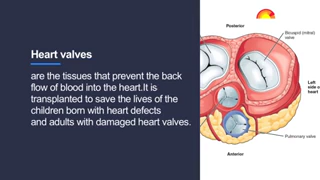 Heart valves
are the tissues that prevent the back
flow of blood into the heart.It is
transplanted to save the lives of the
children born with heart defects
and adults with damaged heart valves.
Posterior
Bicuspid (mitral)
valve
Left
side o
heart
Pulmonary valve
Anterior